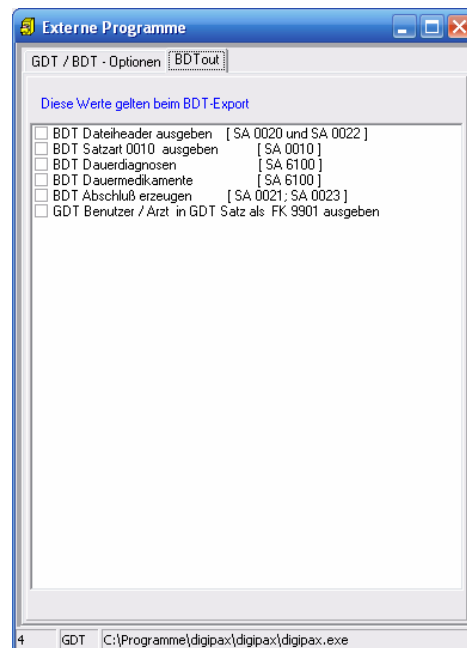 Externe Programme
GDT / BDT - Optionen BDTout
Diese Werte gelten beim BDT-Export
BDT Dateiheader ausgeben [ SA 0020 und SA 0022 ]
BDT Satzart 0010 ausgeben [ SA 0010 ]
BDT Dauerdiagnosen [ SA 6100 ]
BDT Dauermedikamente [ SA 6100 ]
BDT Abschluß erzeugen [ SA 0021; SA 0023 ]
GDT Benutzer / Arzt in GDT Satz als FK 9901 ausgeben
4 GDT C:\Programme\digipax\digipax\digipax.exe